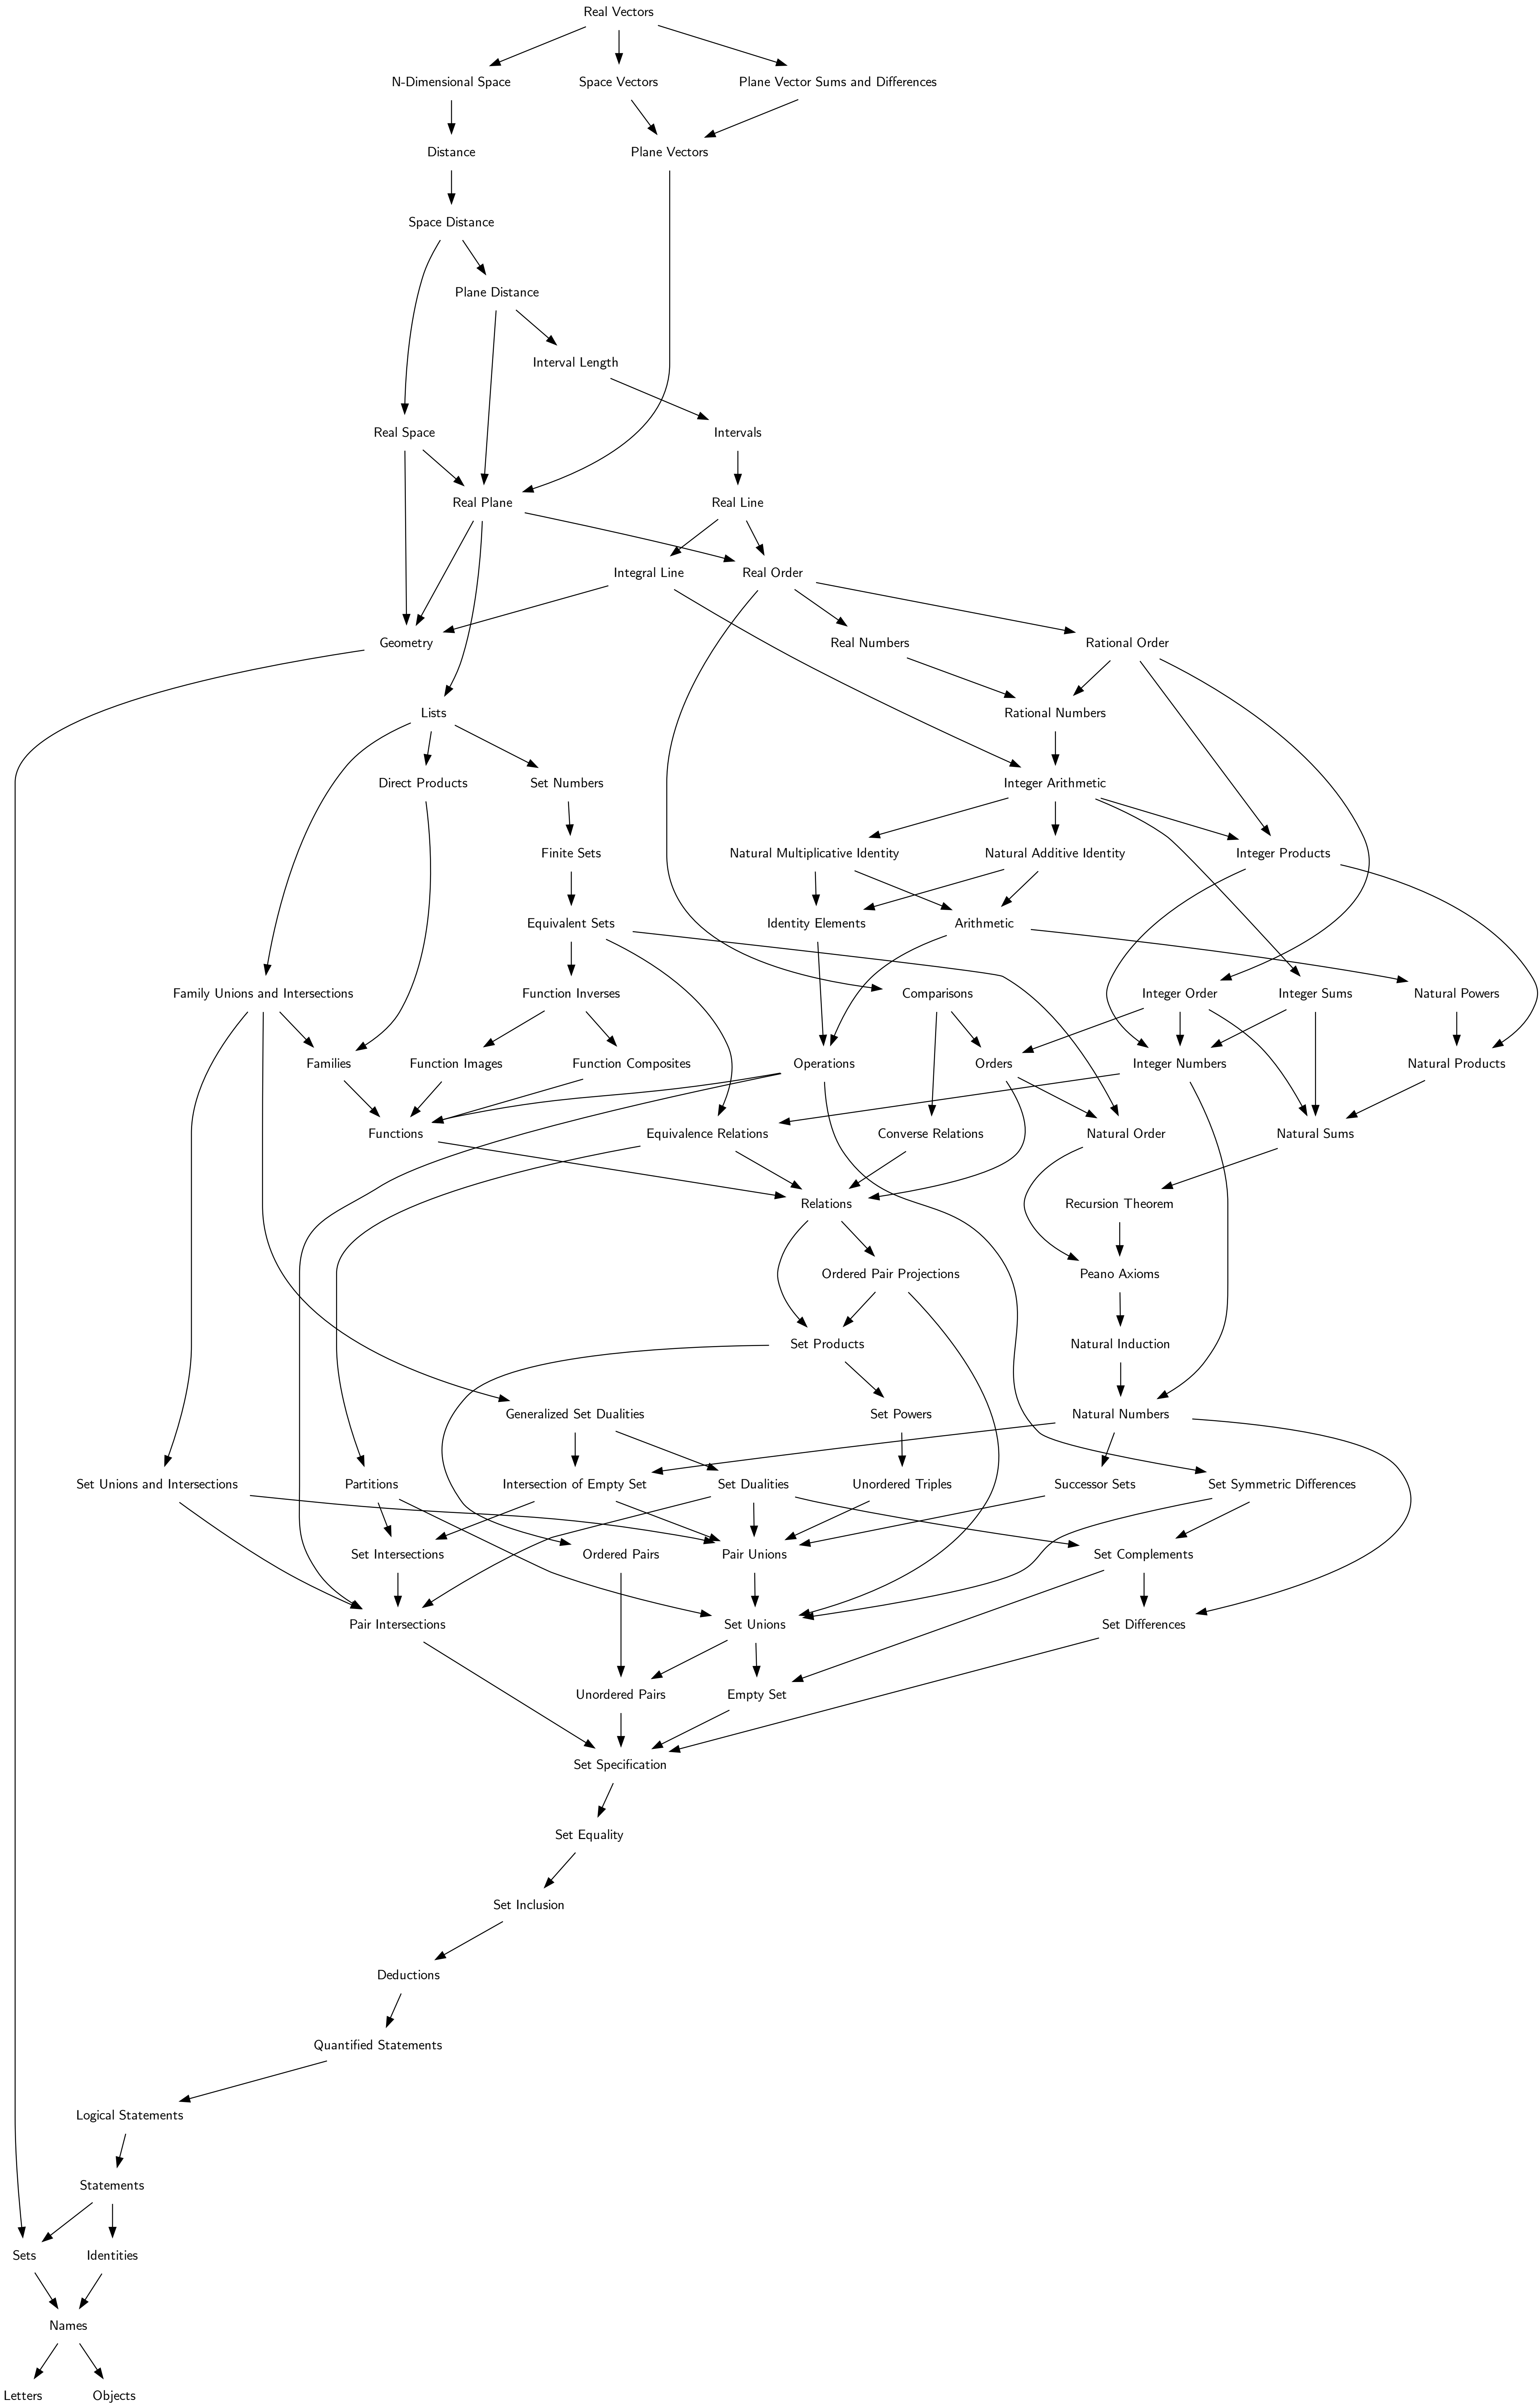 Real Vectors
N-Dimensional Space
Space Vectors
Plane Vector Sums and Differences
Distance
Plane Vectors
Space Distance
Plane Distance
Interval Length
Real Space
Intervals
Real Plane
Real Line
Integral Line
Real Order
Geometry
Real Numbers
Rational Order
Lists
Rational Numbers
Direct Products
Set Numbers
Integer Arithmetic
Finite Sets
Natural Multiplicative Identity
Natural Additive Identity
Integer Products
Equivalent Sets
Identity Elements
Arithmetic
Family Unions and Intersections
Function Inverses
Comparisons
Integer Order
Integer Sums
Natural Powers
Families
Function Images
Function Composites
Operations
Orders
Integer Numbers
Natural Products
Functions
Equivalence Relations
Converse Relations
Natural Order
Natural Sums
Relations
Recursion Theorem
Ordered Pair Projections
Peano Axioms
Set Products
Natural Induction
Generalized Set Dualities
Set Powers
Natural Numbers
Set Unions and Intersections
Partitions
Intersection of Empty Set
Set Dualities
Unordered Triples
Successor Sets
Set Symmetric Differences
Set Intersections
Ordered Pairs
Pair Unions
Set Complements
Pair Intersections
Set Unions
Set Differences
Unordered Pairs
Empty Set
Set Specification
Set Equality
Set Inclusion
Deductions
Quantified Statements
Logical Statements
Statements
Sets
Identities
Names
Letters
Objects